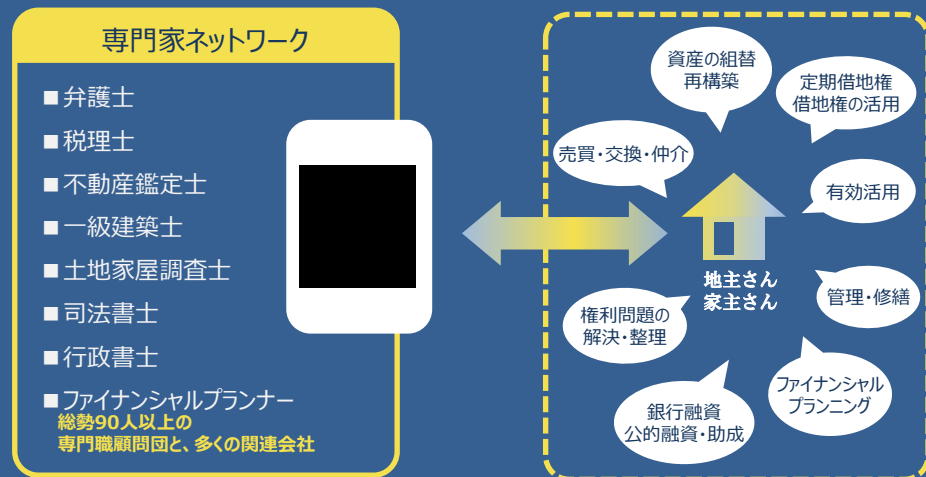 専門家ネットワーク
■弁護士
■税理士
■不動産鑑定士
■一級建築士
■土地家屋調査士
■司法書士
■行政書士
■ファイナンシャルプランナー
総勢90人以上の
専門職顧問団と、多くの関連会社
資産の組替
再構築
定期借地権
借地権の活用
売買・交換・仲介
有効活用
地主さん
家主さん
管理・修繕
権利問題の
解決・整理
ファイナンシャル
プランニング
銀行融資
公的融資・助成